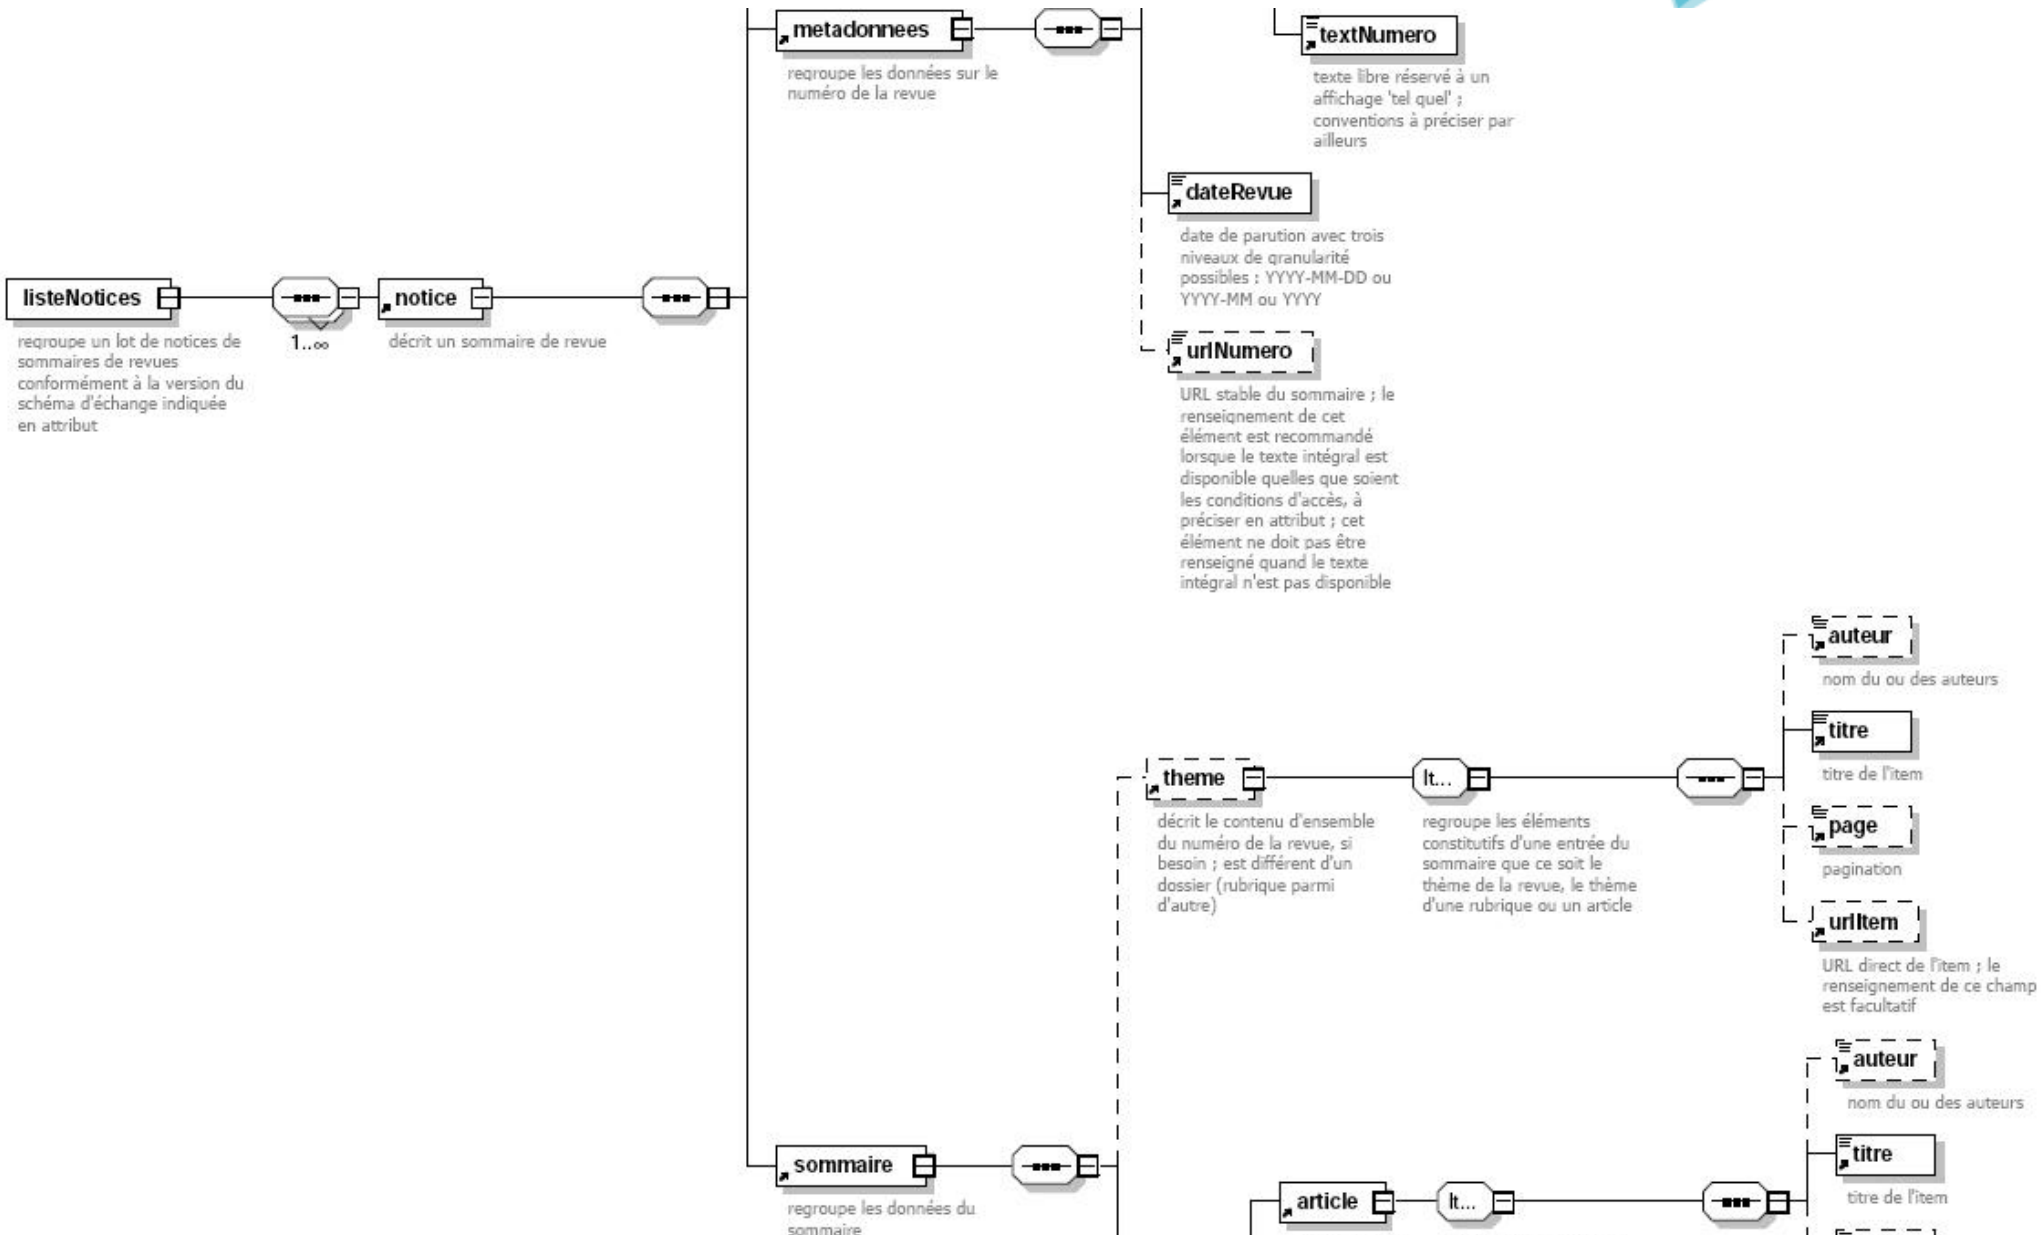 metadonnees
regroupe les données sur le
numéro de la revue
textNumero
texte libre réservé à un
affichage 'tel quel' ;
conventions à préciser par
ailleurs
dateRevue
date de parution avec trois
niveaux de granularité
possibles : YYYY-MM-DD ou
YYYY-MM ou YYYY
listeNotices
regroupe un lot de notices de
sommaires de revues
conformément à la version du
schéma d'échange indiquée
en attribut
1..∞
notice
décrit un sommaire de revue
urlNumero
URL stable du sommaire ; le
renseignement de cet
élément est recommandé
lorsque le texte intégral est
disponible quelles que soient
les conditions d'accès, à
préciser en attribut ; cet
élément ne doit pas être
renseigné quand le texte
intégral n'est pas disponible
auteur
nom du ou des auteurs
titre
titre de l'item
theme
décrit le contenu d'ensemble
du numéro de la revue, si
besoin ; est différent d'un
dossier (rubrique parmi
d'autre)
It...
regroupe les éléments
constitutifs d'une entrée du
sommaire que ce soit le
thème de la revue, le thème
d'une rubrique ou un article
page
pagination
urlItem
URL direct de l'item ; le
renseignement de ce champ
est facultatif
auteur
nom du ou des auteurs
titre
titre de l'item
sommaire
regroupe les données du
sommaire
article
It...